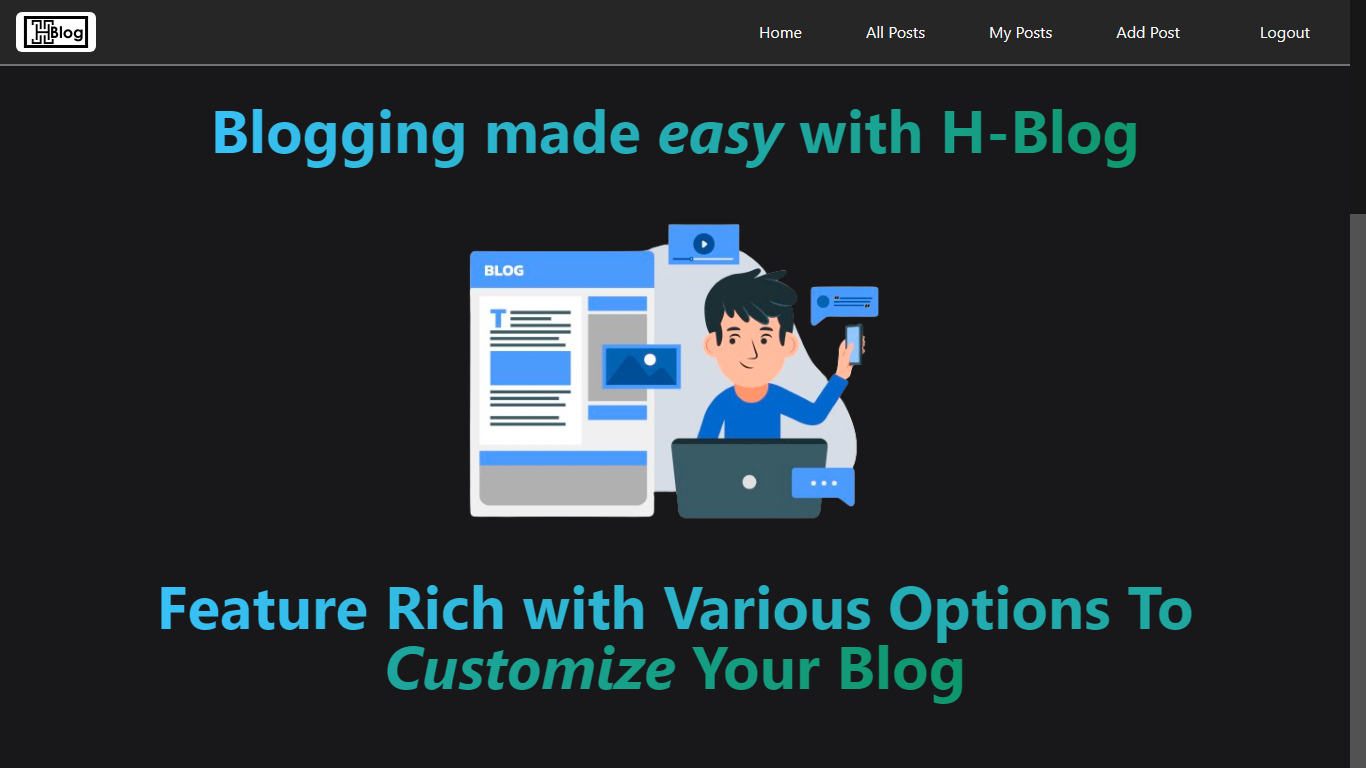 HBlog
Home All Posts My Posts Add Post Logout
Blogging made easy with H-Blog
BLOG
T
Feature Rich with Various Options To
Customize Your Blog